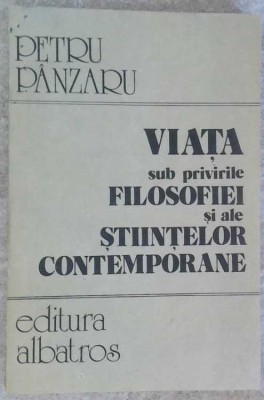 PETRU
PÂNZARU
VIAȚA
sub privirile
FILOSOFIEI
și ale
ȘTIINȚELOR
CONTEMPORANE
editura
albatros